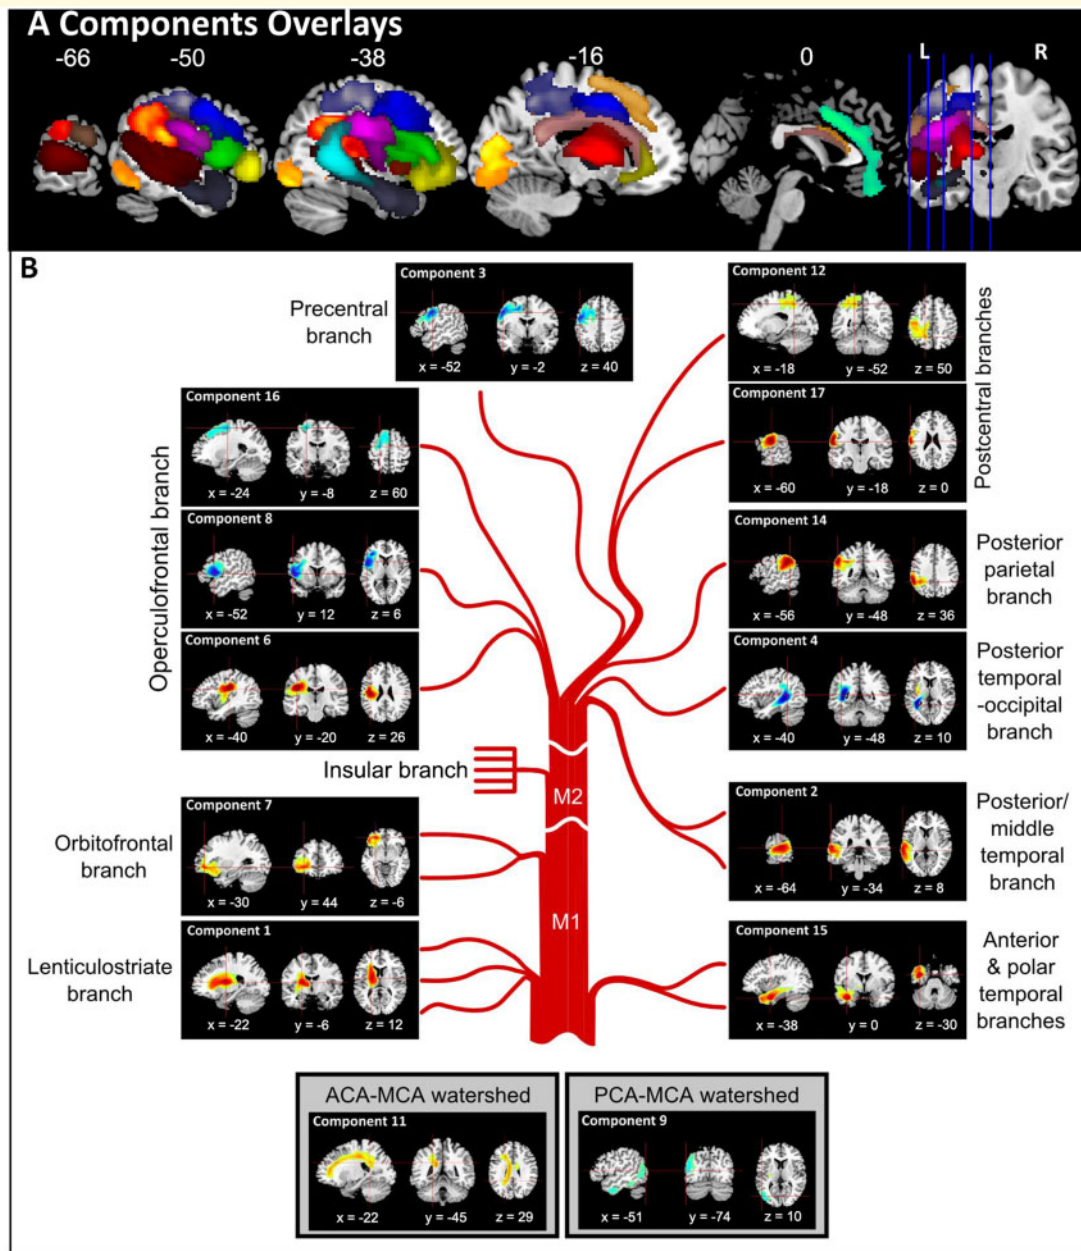 A Components Overlays
-66
-50
-38
-16
0
L
R
B
Precentral
branch
Component 3
x = -52
y = -2
z = 40
Component 12
x = -18
y = -52
z = 50
Component 17
x = -60
y = -18
z = 0
Postcentral branches
Operculofrontal branch
Component 16
x = -24
y = -8
z = 60
Component 8
x = -52
y = 12
z = 6
Component 6
x = -40
y = -20
z = 26
Component 14
x = -56
y = -48
z = 36
Posterior
parietal
branch
Component 4
x = -40
y = -48
z = 10
Posterior
temporal
-occipital
branch
Insular branch
M2
M1
Orbitofrontal
branch
Component 7
x = -30
y = 44
z = -6
Component 2
x = -64
y = -34
z = 8
Posterior/
middle
temporal
branch
Lenticulostriate
branch
Component 1
x = -22
y = -6
z = 12
Component 15
x = -38
y = 0
z = -30
Anterior
& polar
temporal
branches
ACA-MCA watershed
Component 11
x = -22
y = -45
z = 29
PCA-MCA watershed
Component 9
x = -51
y = -74
z = 10